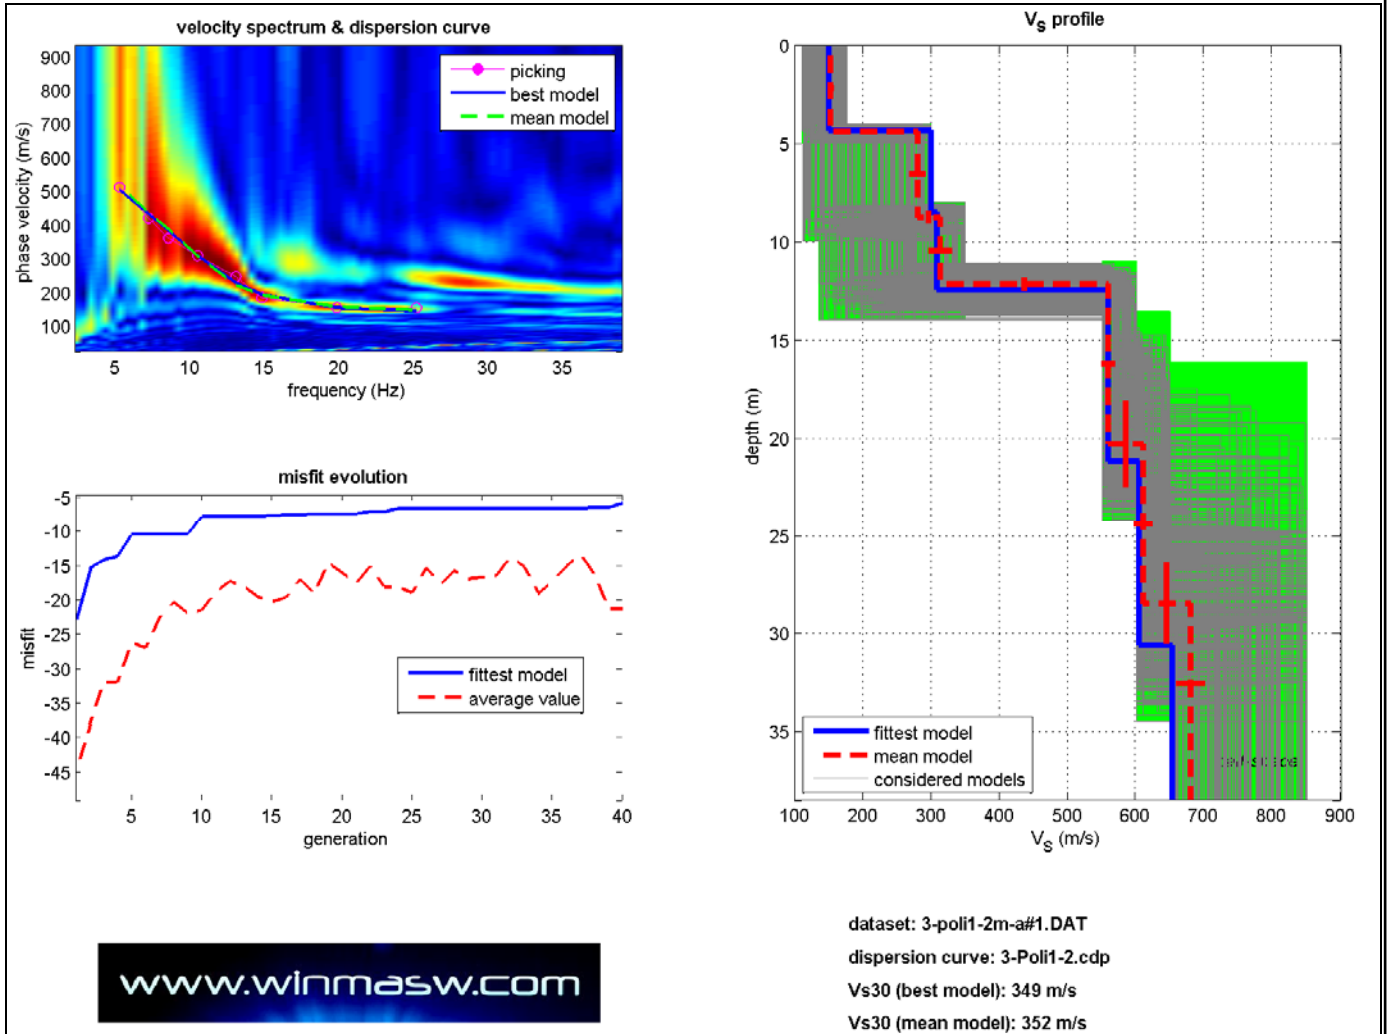 velocity spectrum & dispersion curve
900
800
700
600
500
400
300
200
100
phase velocity (m/s)
picking
best model
mean model
5 10 15 20 25 30 35
frequency (Hz)
misfit evolution
-5
-10
-15
-20
-25
-30
-35
-40
-45
misfit
fittest model
average value
5 10 15 20 25 30 35 40
generation
VS profile
0
5
10
15
20
25
30
35
depth (m)
fittest model
mean model
considered models
100 200 300 400 500 600 700 800 900
VS (m/s)
www.winmasw.com
dataset: 3-poli1-2m-a#1.DAT
dispersion curve: 3-Poli1-2.cdp
Vs30 (best model): 349 m/s
Vs30 (mean model): 352 m/s